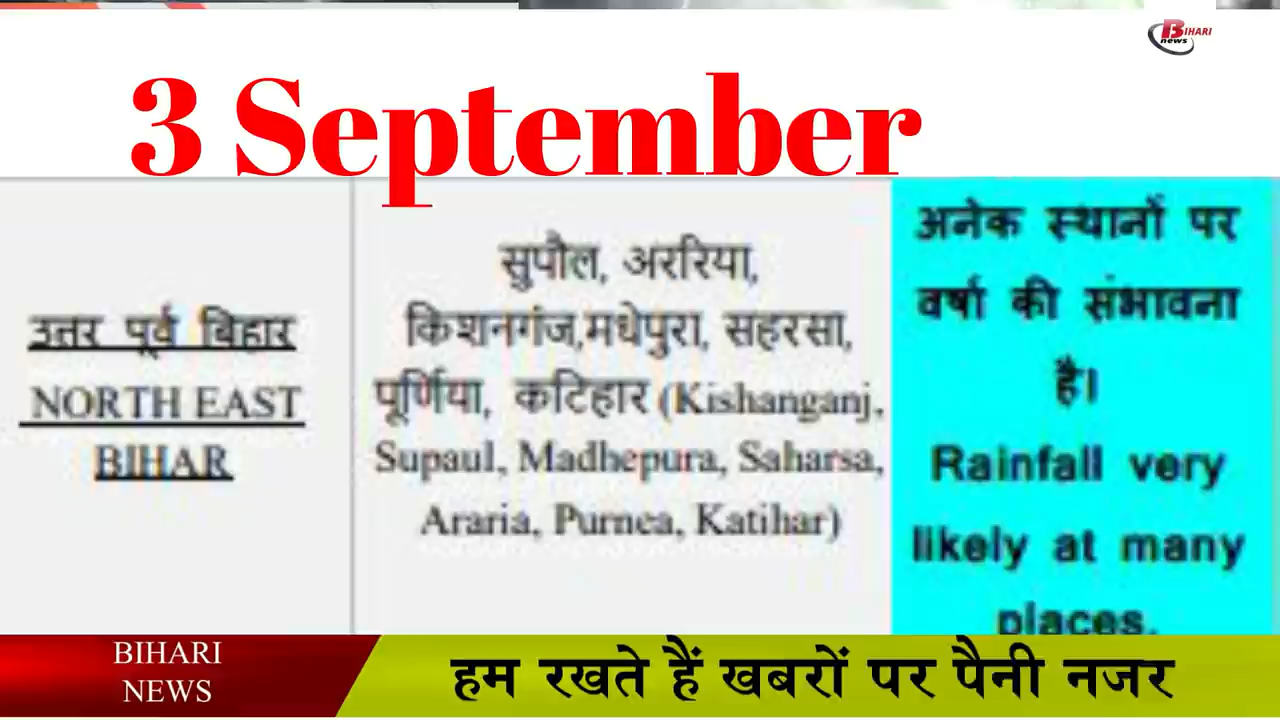 BIHARI
news
3 September
उत्तर पूर्व बिहार
NORTH EAST
BIHAR
सुपौल, अररिया,
किशनगंज,मधेपुरा, सहरसा,
पूर्णिया, कटिहार (Kishanganj,
Supaul, Madhepura, Saharsa,
Araria, Purnea, Katihar)
अनेक स्थानों पर
वर्षा की संभावना
है।
Rainfall very
likely at many
places.
BIHARI
NEWS
हम रखते हैं खबरों पर पैनी नजर